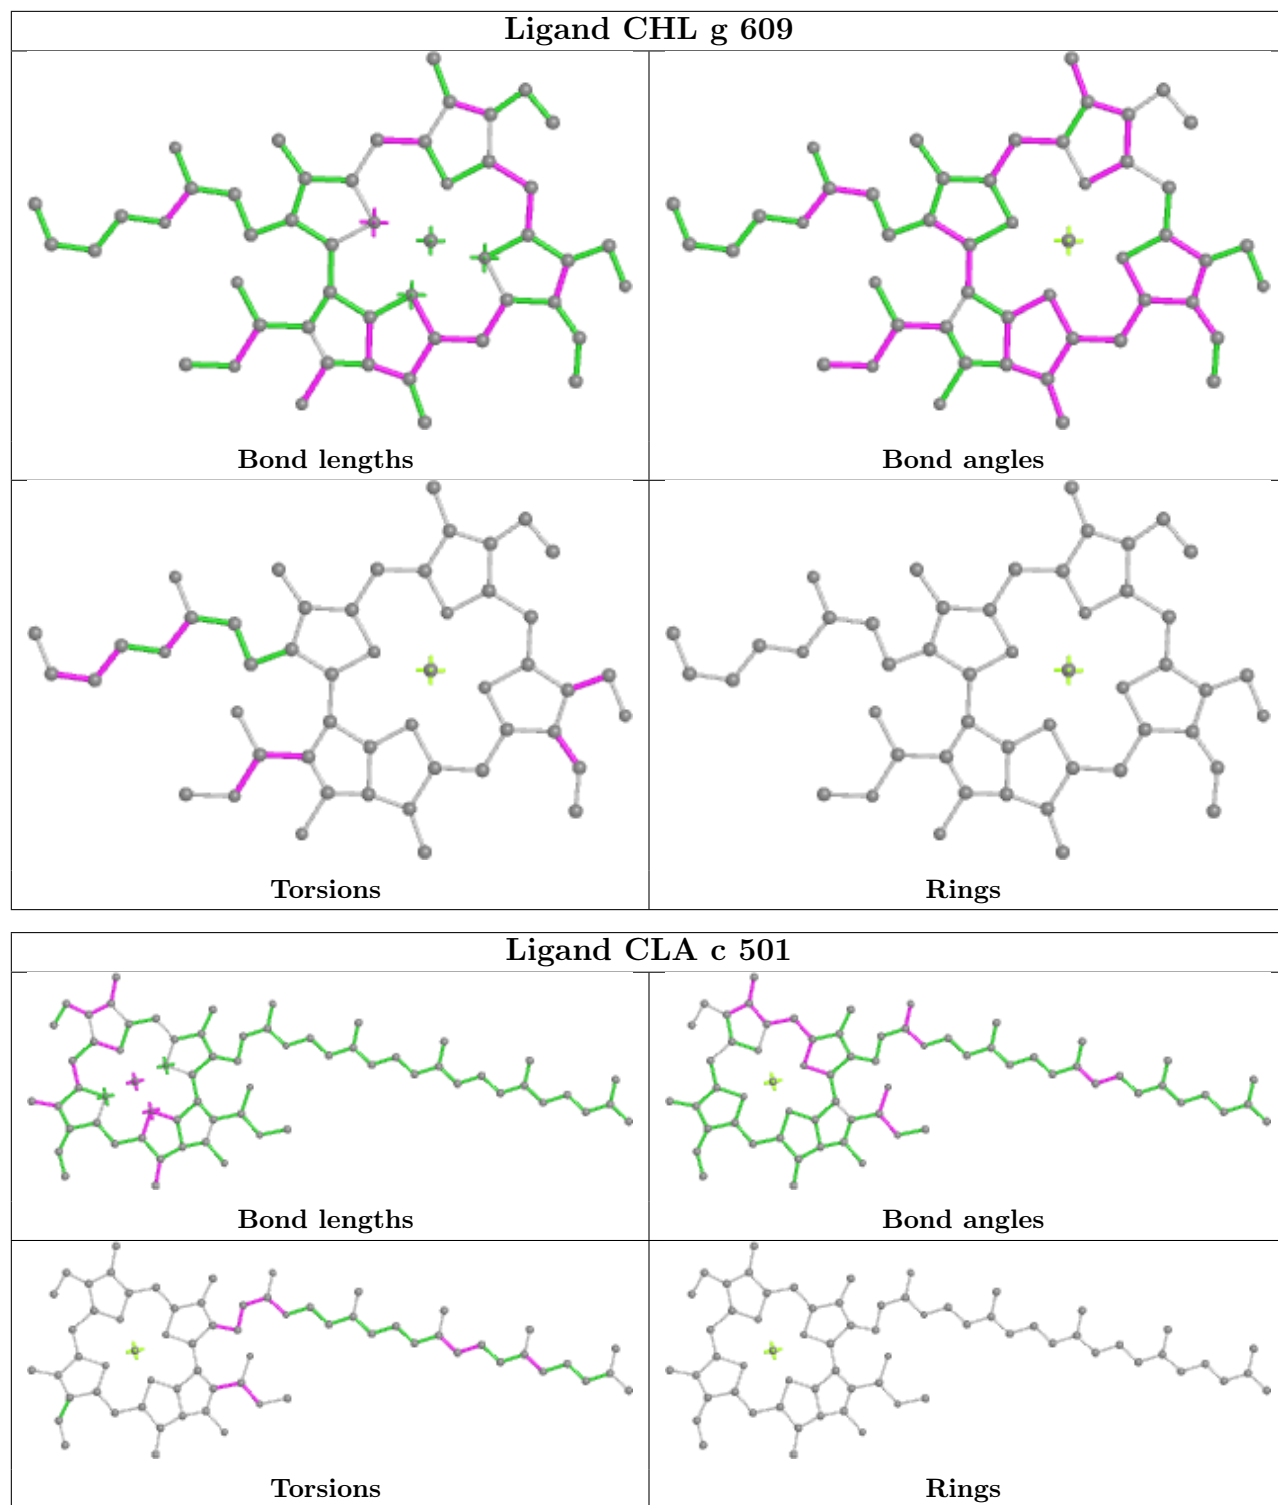 Ligand CHL g 609
Bond lengths
Bond angles
Torsions
Rings
Ligand CLA c 501
Bond lengths
Bond angles
Torsions
Rings